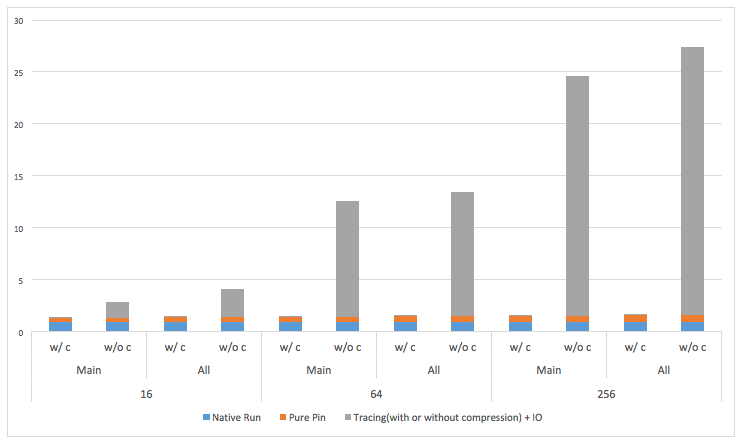 30
25
20
15
10
5
0
w/ c w/o c w/ c w/o c w/ c w/o c w/ c w/o c w/ c w/o c w/ c w/o c
Main All Main All Main All
16 64 256
Native Run Pure Pin Tracing(with or without compression) + IO